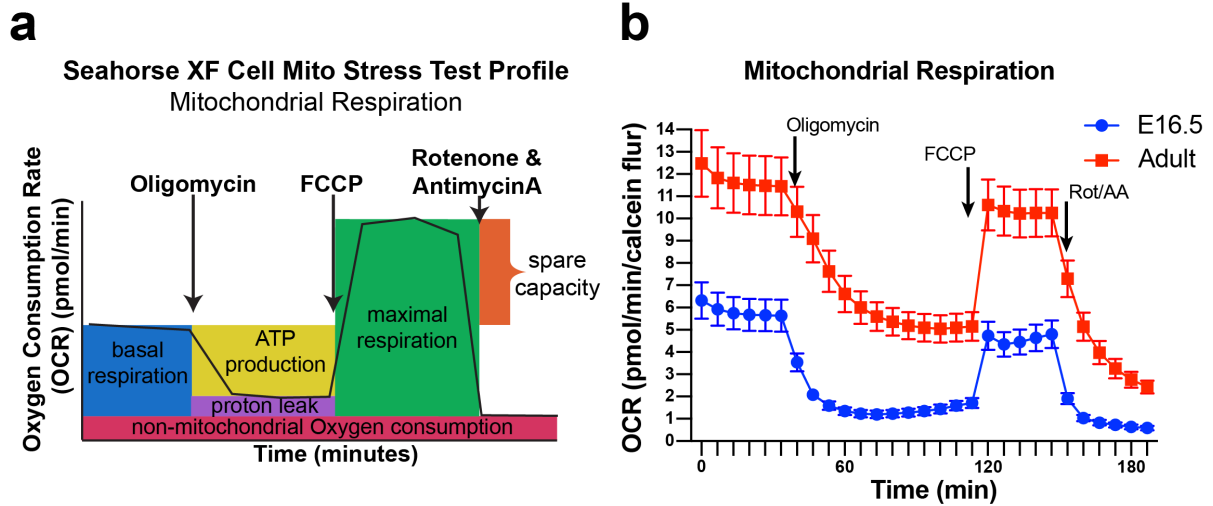 a
Seahorse XF Cell Mito Stress Test Profile
Mitochondrial Respiration
Oxygen Consumption Rate
(OCR) (pmol/min)
Oligomycin
FCCP
Rotenone &
AntimycinA
basal
respiration
ATP
production
proton leak
maximal
respiration
spare
capacity
non-mitochondrial Oxygen consumption
Time (minutes)
b
Mitochondrial Respiration
OCR (pmol/min/calcein flur)
14
13
12
11
10
9
8
7
6
5
4
3
2
1
0
Oligomycin
FCCP
Rot/AA
E16.5
Adult
0
60
120
180
Time (min)